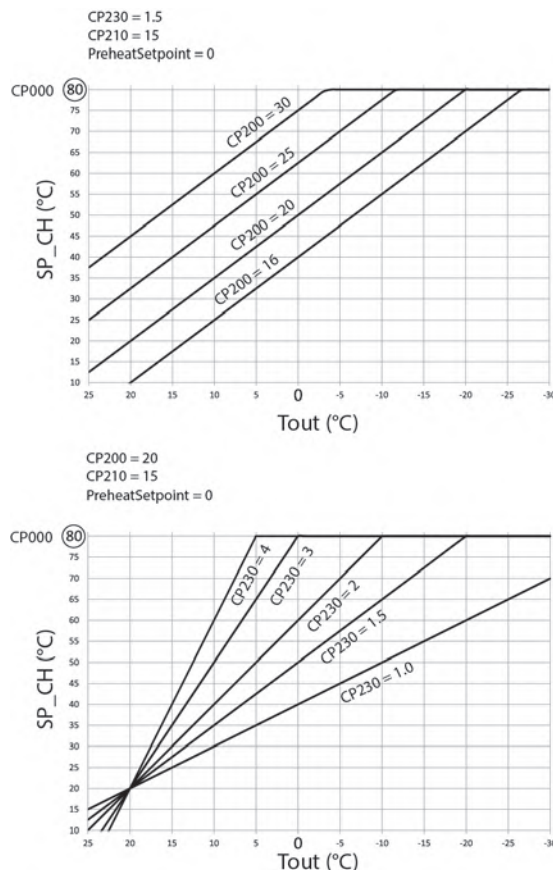 CP230 = 1.5
CP210 = 15
PreheatSetpoint = 0
CP000 80
75
70
65
60
55
50
45
40
35
30
25
20
15
10
SP_CH (°C)
CP200 = 30
CP200 = 25
CP200 = 20
CP200 = 16
25 20 15 10 5 0 -5 -10 -15 -20 -25 -30
Tout (°C)
CP200 = 20
CP210 = 15
PreheatSetpoint = 0
CP000 80
75
70
65
60
55
50
45
40
35
30
25
20
15
10
SP_CH (°C)
CP230 = 4
CP230 = 3
CP230 = 2
CP230 = 1.5
CP230 = 1.0
25 20 15 10 5 0 -5 -10 -15 -20 -25 -30
Tout (°C)